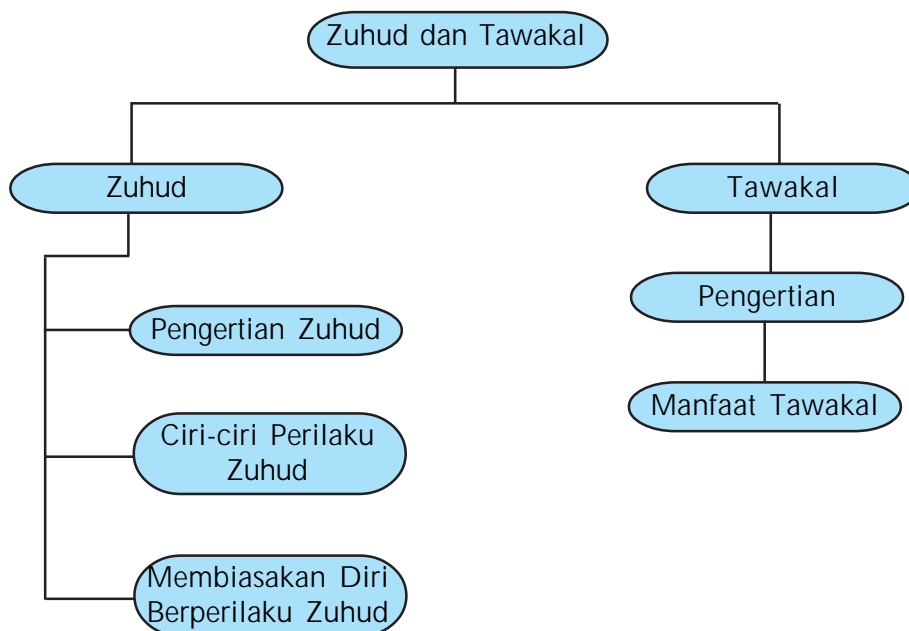 Zuhud dan Tawakal
Zuhud
Tawakal
Pengertian Zuhud
Ciri-ciri Perilaku
Zuhud
Membiasakan Diri
Berperilaku Zuhud
Pengertian
Manfaat Tawakal